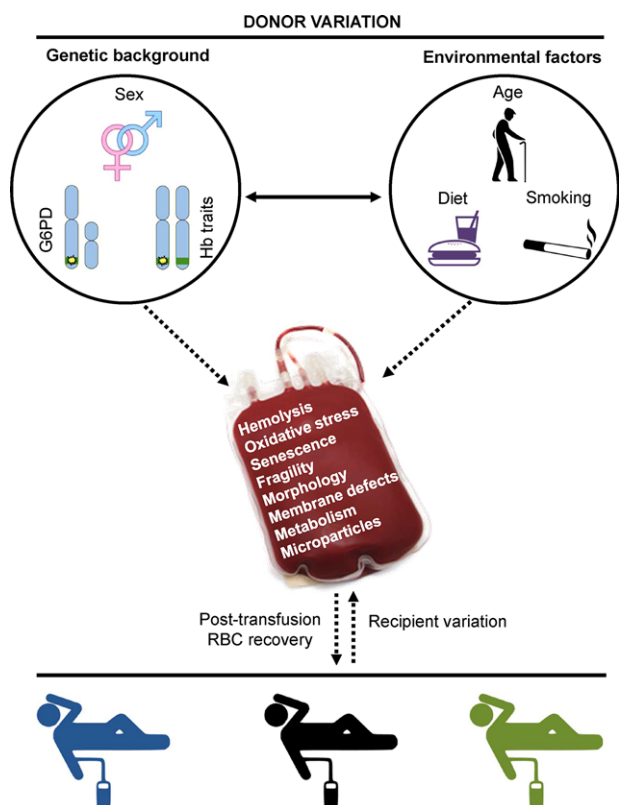 DONOR VARIATION
Genetic background
Environmental factors
Sex
G6PD
Hb traits
Age
Diet
Smoking
Hemolysis
Oxidative stress
Senescence
Fragility
Morphology
Membrane defects
Metabolism
Microparticles
Post-transfusion
RBC recovery
Recipient variation